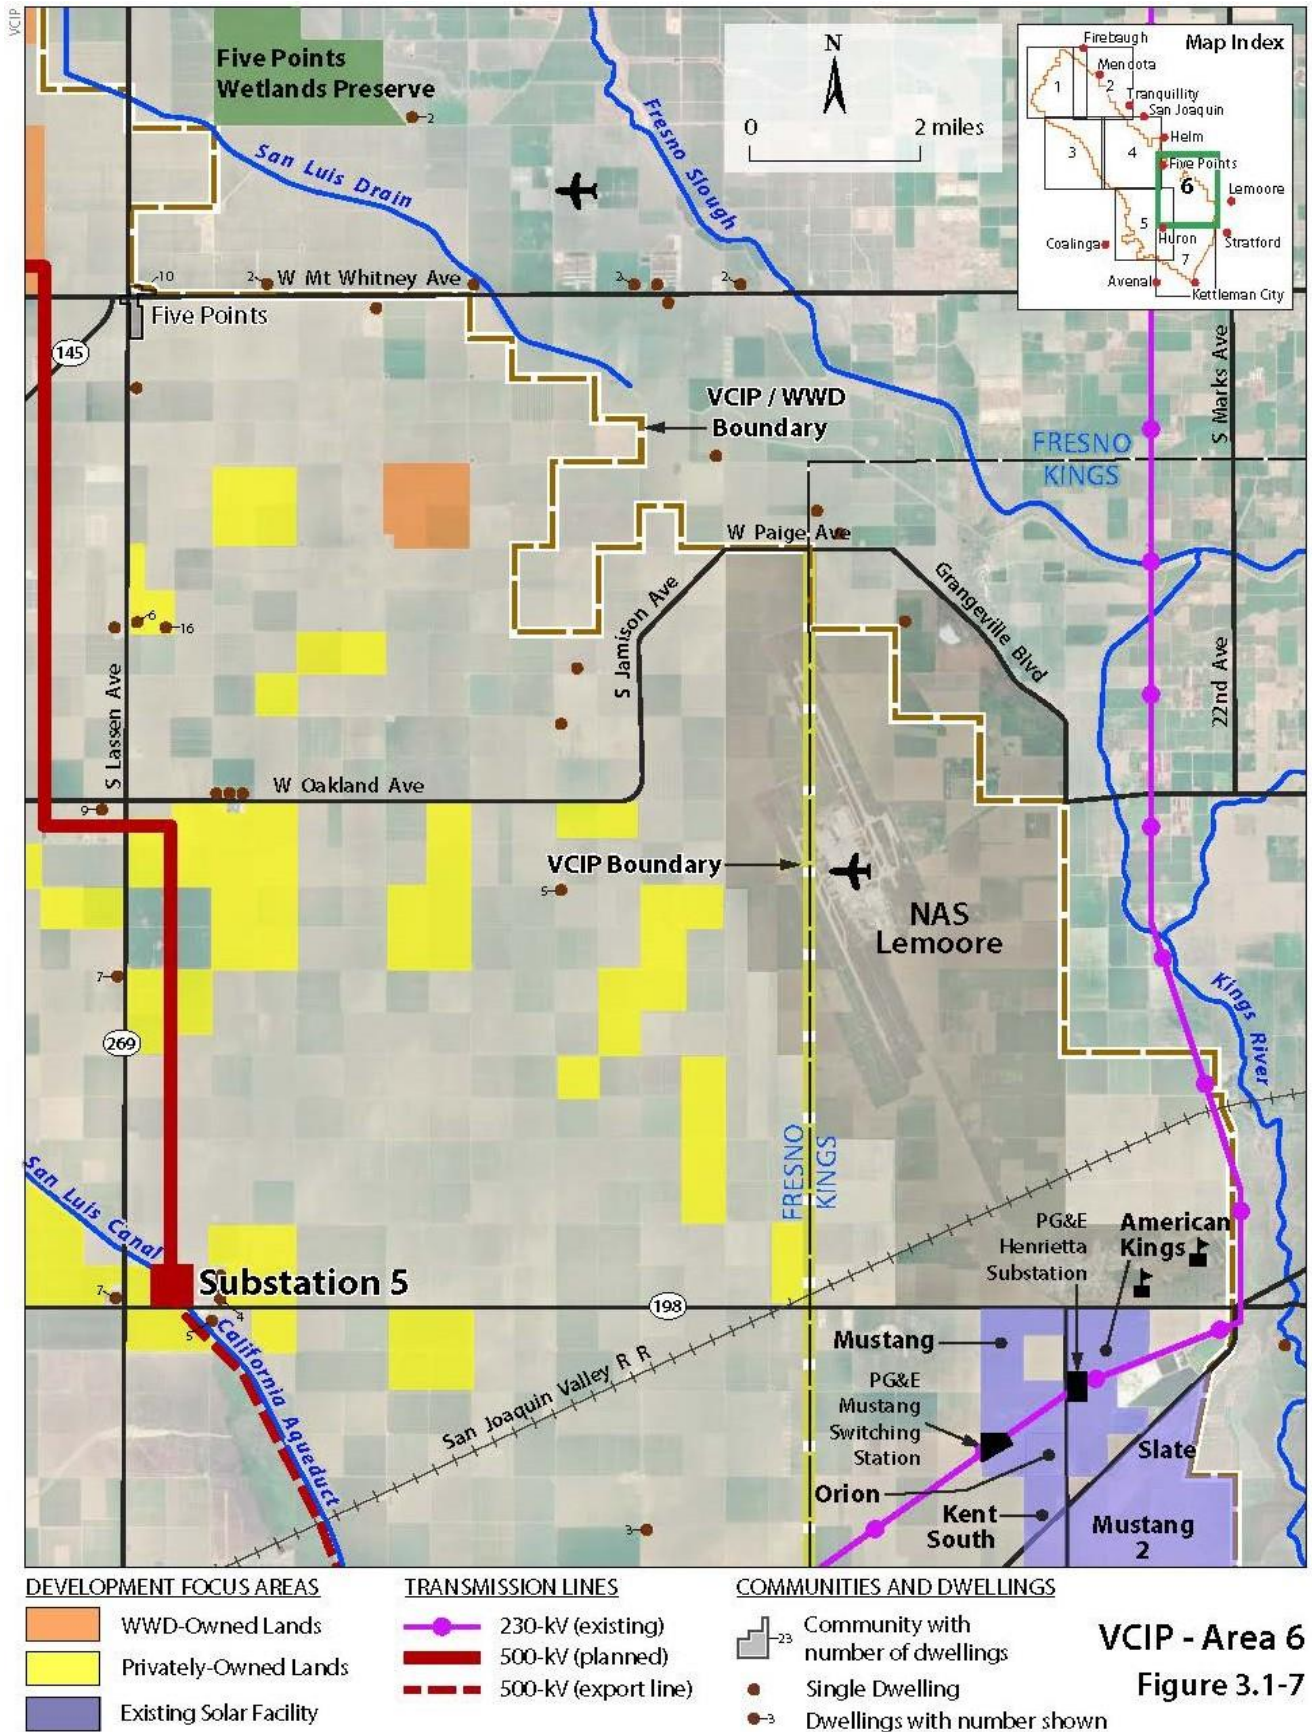 VCIP
Five Points
Wetlands Preserve
2
San Luis Drain
Fresno Slough
N
0 2 miles
Map Index
Firebaugh
Mendota
1
2
Tranquillity
San Joaquin
3
4
Helm
Five Points
6
Lemoore
5
Huron
Coalinga
Stratford
7
Avenal
Kettleman City
10
2
W Mt Whitney Ave
2
2
Five Points
145
S Marks Ave
VCIP / WWD
Boundary
FRESNO
KINGS
W Paige Ave
Grangeville Blvd
S Jamison Ave
6
16
S Lassen Ave
22nd Ave
W Oakland Ave
9
VCIP Boundary
5
NAS
Lemoore
7
Kings River
269
FRESNO
KINGS
San Luis Canal
PG&E
Henrietta
Substation
American
Kings
Substation 5
7
4
5
198
California Aqueduct
San Joaquin Valley R R
Mustang
PG&E
Mustang
Switching
Station
Slate
Orion
Kent
South
Mustang
2
3
DEVELOPMENT FOCUS AREAS
WWD-Owned Lands
Privately-Owned Lands
Existing Solar Facility
TRANSMISSION LINES
230-kV (existing)
500-kV (planned)
500-kV (export line)
COMMUNITIES AND DWELLINGS
23
Community with
number of dwellings
Single Dwelling
3
Dwellings with number shown
VCIP - Area 6
Figure 3.1-7